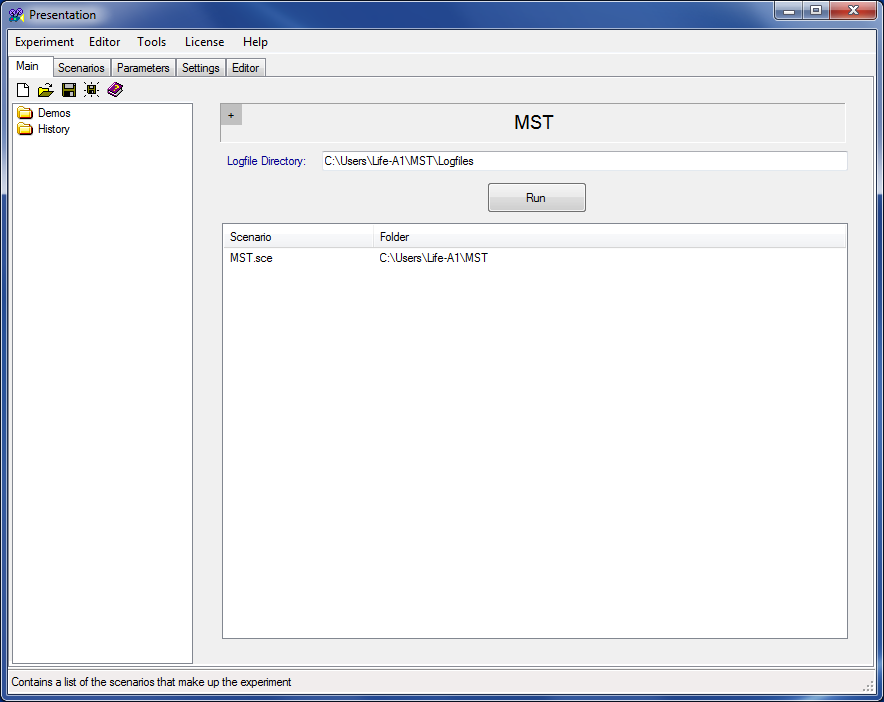 Presentation
Experiment Editor Tools License Help
Main Scenarios Parameters Settings Editor
Demos
History
+
MST
Logfile Directory: C:\Users\Life-A1\MST\Logfiles
Run
Scenario Folder
MST.sce C:\Users\Life-A1\MST
Contains a list of the scenarios that make up the experiment